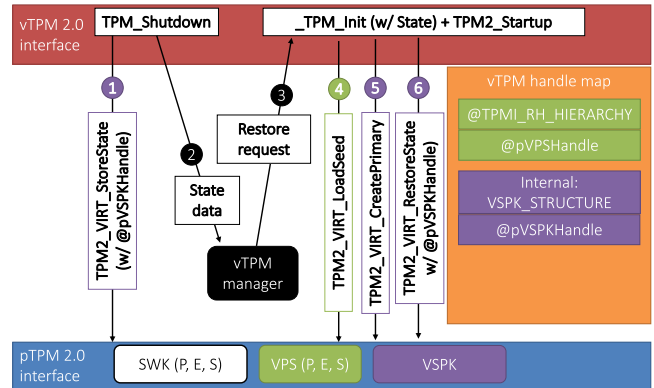 vTPM 2.0
interface
TPM_Shutdown
_TPM_Init (w/ State) + TPM2_Startup
1
TPM2_VIRT_StoreState
(w/ @pVSPKHandle)
2
State
data
3
Restore
request
vTPM
manager
4
TPM2_VIRT_LoadSeed
5
TPM2_VIRT_CreatePrimary
6
TPM2_VIRT_RestoreState
w/ @pVSPKHandle)
vTPM handle map
@TPMI_RH_HIERARCHY
@pVPSHandle
Internal:
VSPK_STRUCTURE
@pVSPKHandle
pTPM 2.0
interface
SWK (P, E, S)
VPS (P, E, S)
VSPK